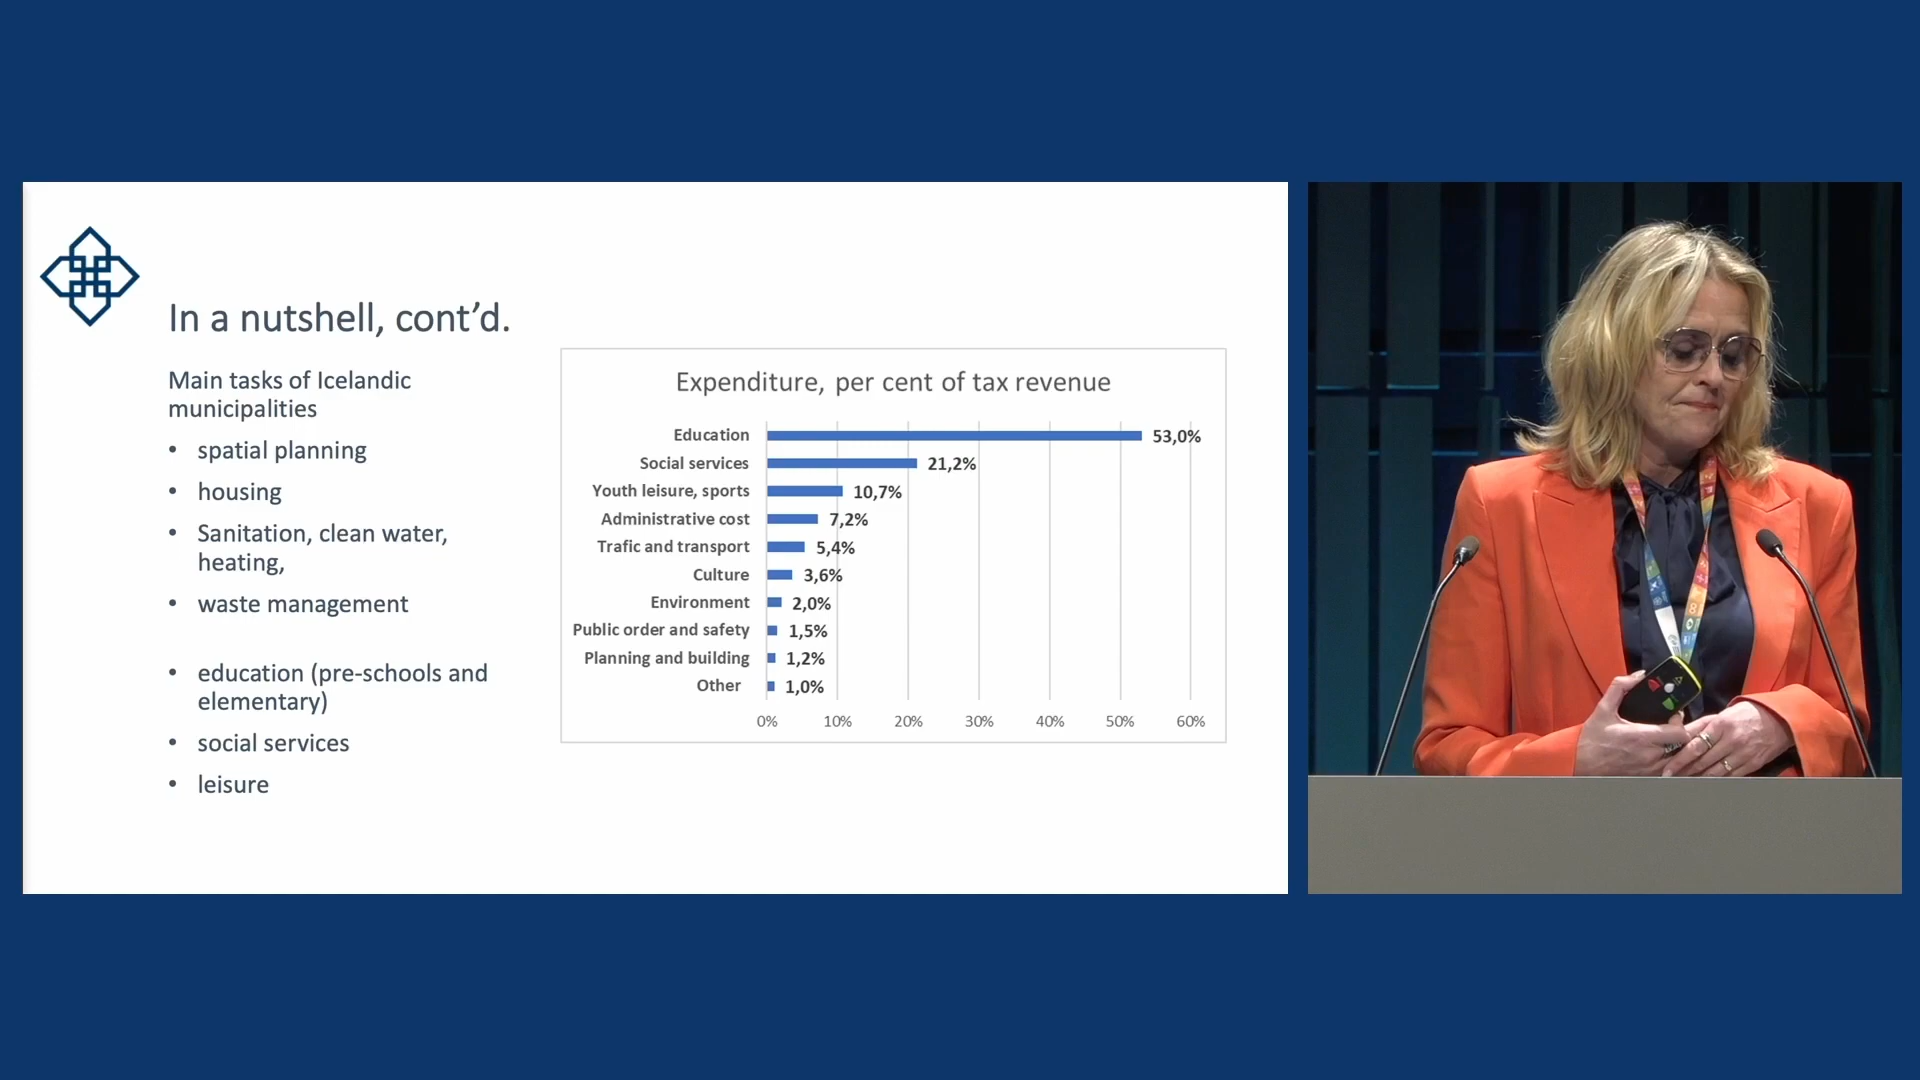 In a nutshell, cont’d.
Main tasks of Icelandic
municipalities
• spatial planning
• housing
• Sanitation, clean water,
heating,
• waste management
• education (pre-schools and
elementary)
• social services
• leisure
Expenditure, per cent of tax revenue
Education 53,0%
Social services 21,2%
Youth leisure, sports 10,7%
Administrative cost 7,2%
Trafic and transport 5,4%
Culture 3,6%
Environment 2,0%
Public order and safety 1,5%
Planning and building 1,2%
Other 1,0%
0% 10% 20% 30% 40% 50% 60%